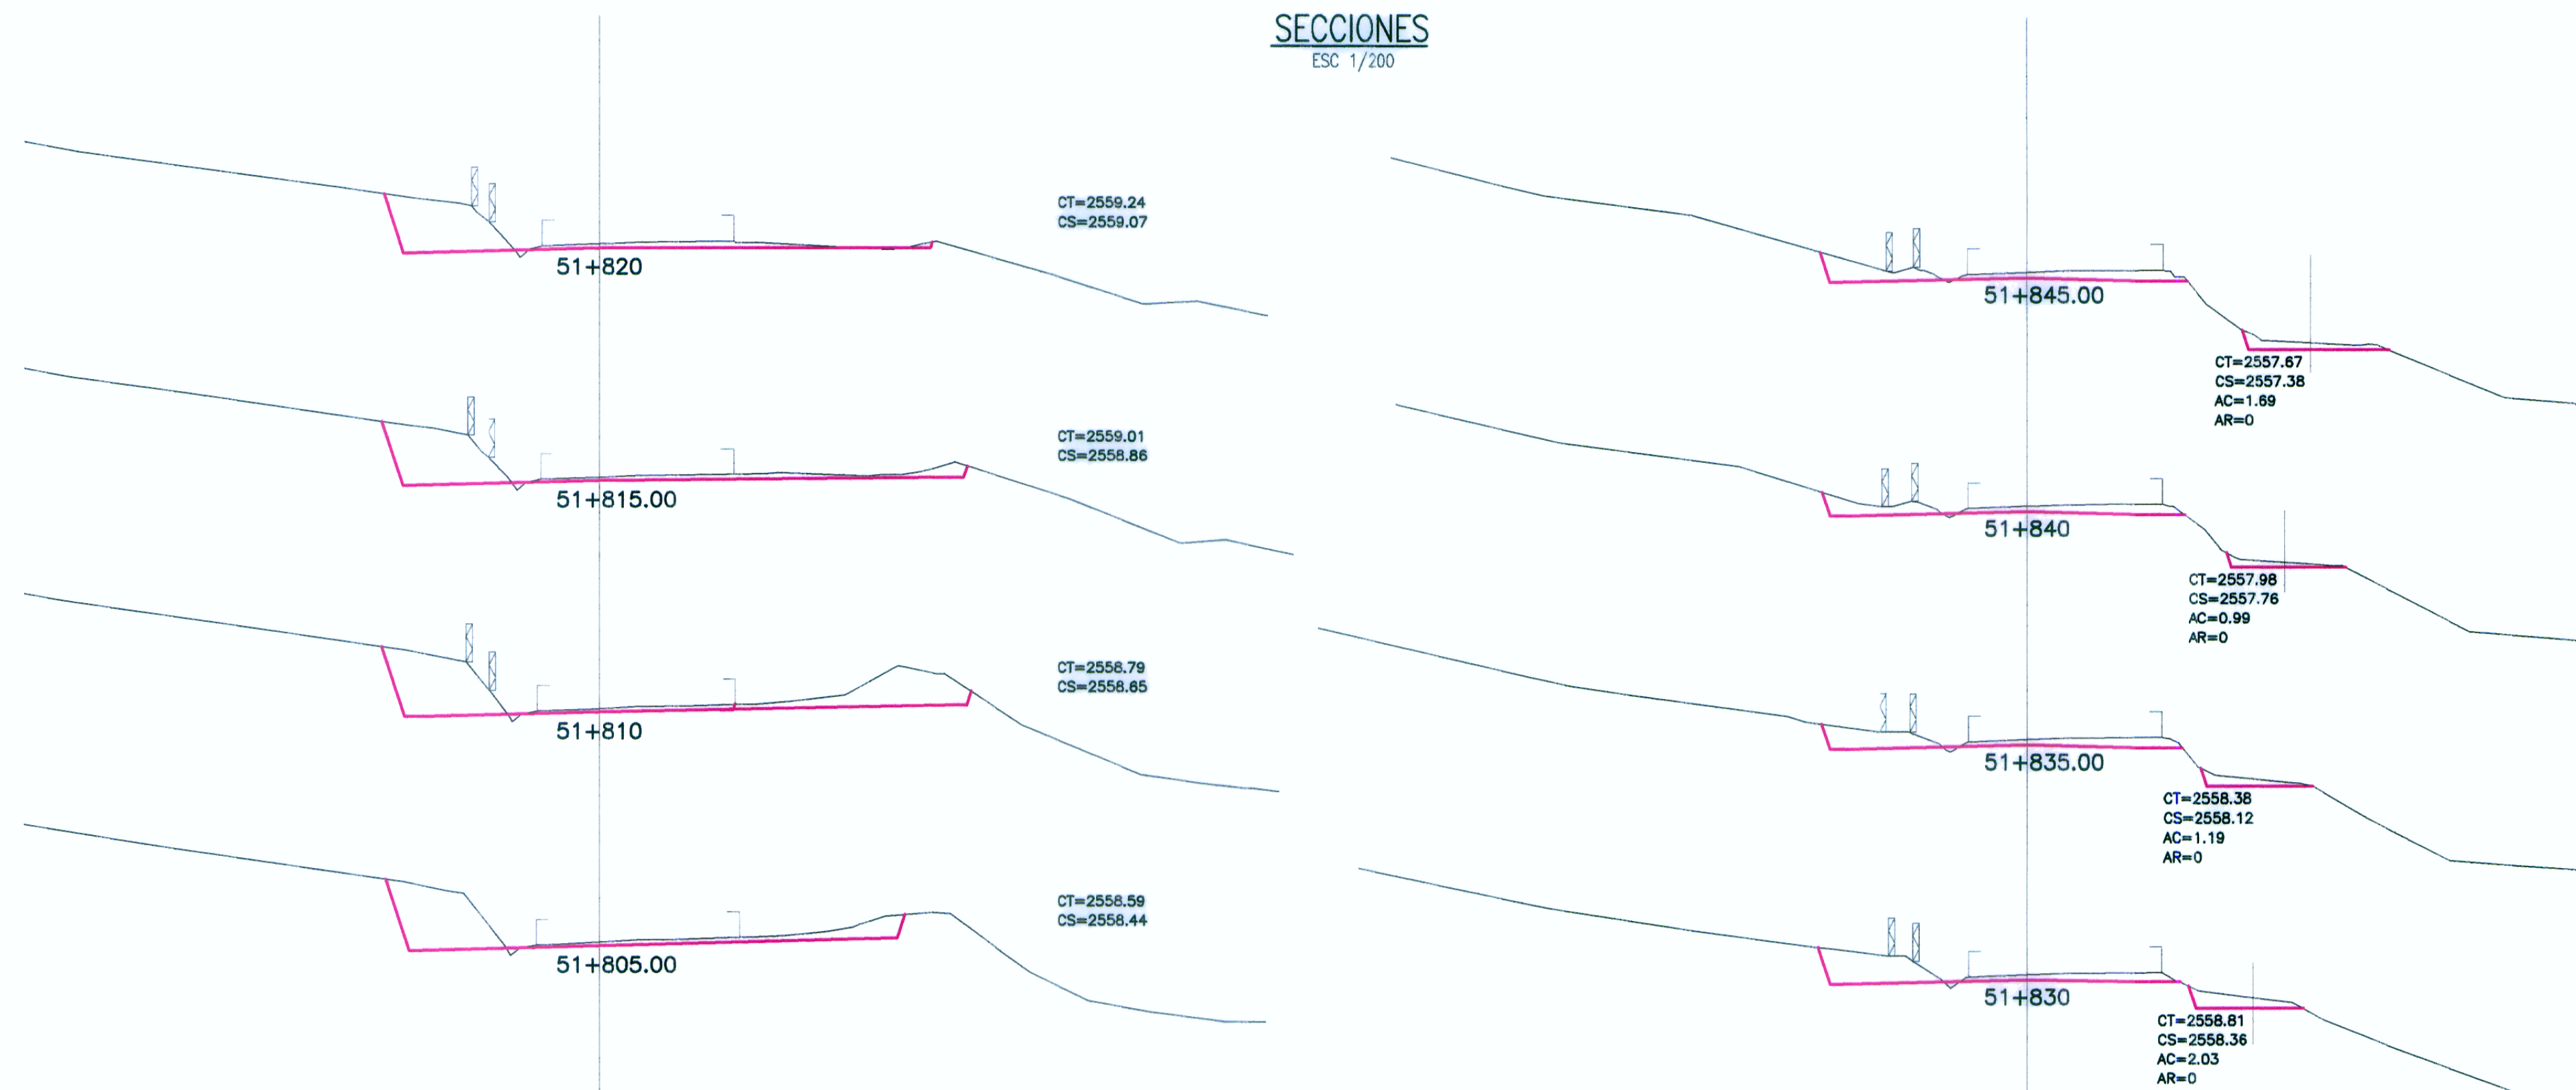 SECCIONES
ESC 1/200
CT=2559.24
CS=2559.07
51+820
CT=2559.01
CS=2558.86
51+815.00
CT=2558.79
CS=2558.65
51+810
CT=2558.59
CS=2558.44
51+805.00
51+845.00
CT=2557.67
CS=2557.38
AC=1.69
AR=0
51+840
CT=2557.98
CS=2557.76
AC=0.99
AR=0
51+835.00
CT=2558.38
CS=2558.12
AC=1.19
AR=0
51+830
CT=2558.81
CS=2558.36
AC=2.03
AR=0